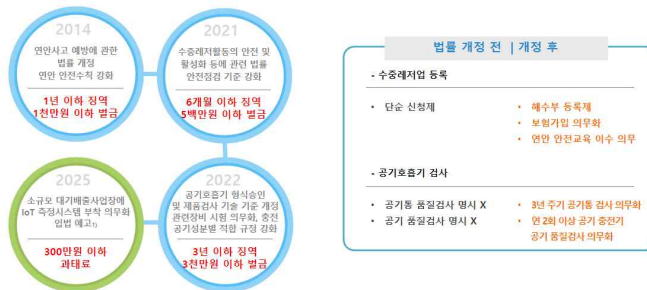 2014
연안사고 예방에 관한
법률 개정
연안 안전수칙 강화
1년 이하 징역
1천만원 이하 벌금
2021
수중레저활동의 안전 및
활성화 등에 관련 법률
안전점검 기준 강화
6개월 이하 징역
5백만원 이하 벌금
2025
소규모 대기배출사업장에
IoT 측정시스템 부착 의무화
입법 예고1)
300만원 이하
과태료
2022
공기호흡기 형식승인
및 제품검사 기술 기준 개정
관련장비 시험 의무화, 충전
공기성분별 적합 규정 강화
3년 이하 징역
3천만원 이하 벌금
법률 개정 전 | 개정 후
- 수중레저업 등록
• 단순 신청제
• 해수부 등록제
• 보험가입 의무화
• 연안 안전교육 이수 의무
- 공기호흡기 검사
• 공기통 품질검사 명시 X
• 공기 품질검사 명시 X
• 3년 주기 공기통 검사 의무화
• 연 2회 이상 공기 충전기
공기 품질검사 의무화